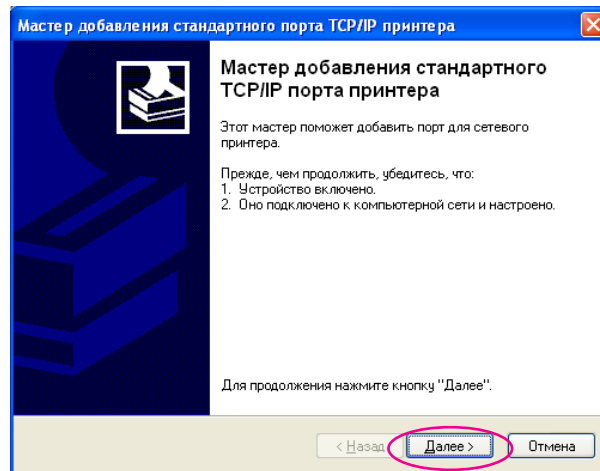 Мастер добавления стандартного порта TCP/IP принтера
Мастер добавления стандартного
TCP/IP порта принтера
Этот мастер поможет добавить порт для сетевого
принтера.
Прежде, чем продолжить, убедитесь, что:
1. Устройство включено.
2. Оно подключено к компьютерной сети и настроено.
Для продолжения нажмите кнопку "Далее".
< Назад Далее > Отмена